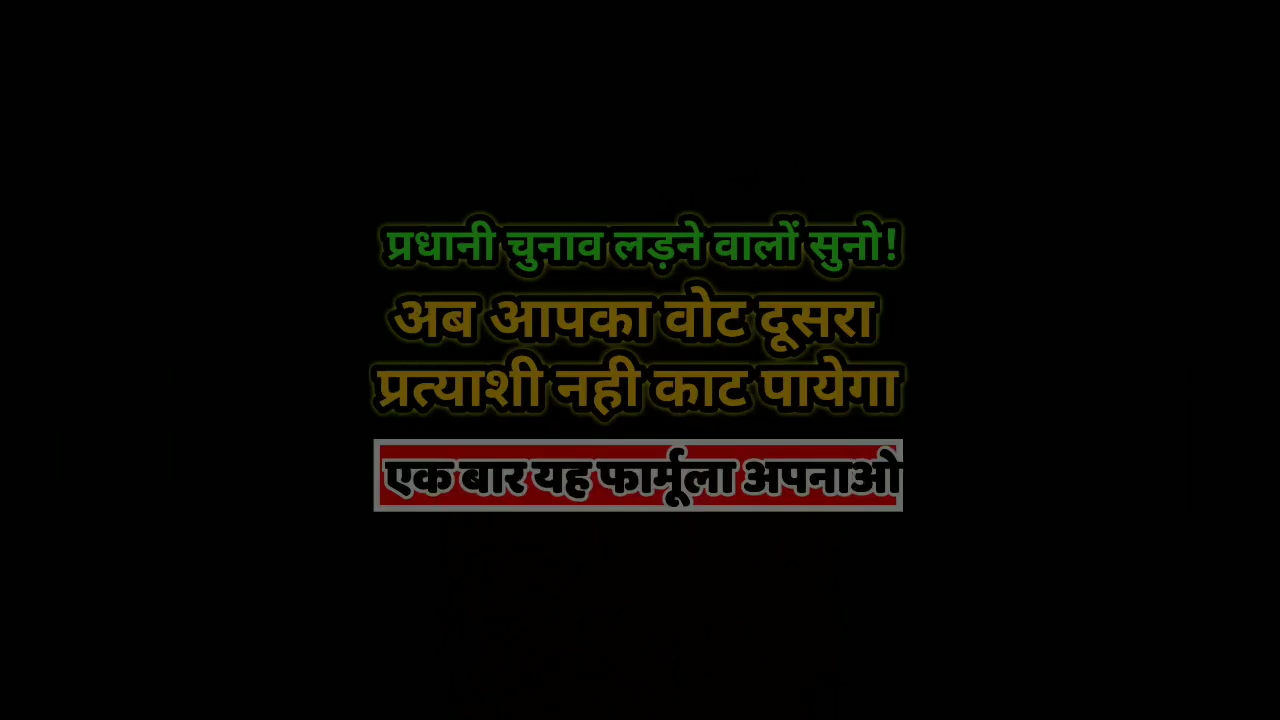 प्रधानी चुनाव लड़ने वालों सुनो!
अब आपका वोट दूसरा
प्रत्याशी नही काट पायेगा
एक बार यह फार्मूला अपनाओ